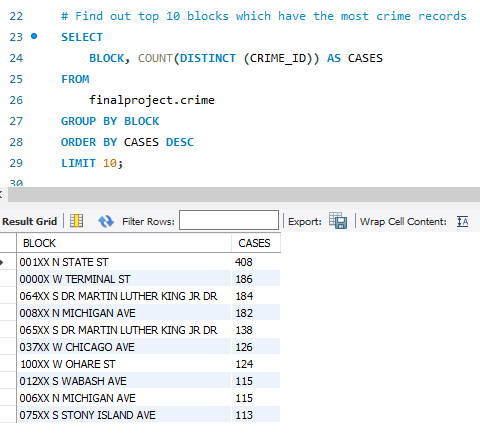 22 # Find out top 10 blocks which have the most crime records
23 SELECT
24 BLOCK, COUNT(DISTINCT (CRIME_ID)) AS CASES
25 FROM
26 finalproject.crime
27 GROUP BY BLOCK
28 ORDER BY CASES DESC
29 LIMIT 10;
30
Result Grid Filter Rows: Export: Wrap Cell Content: IA
BLOCK CASES
001XX N STATE ST 408
0000X W TERMINAL ST 186
064XX S DR MARTIN LUTHER KING JR DR 184
008XX N MICHIGAN AVE 182
065XX S DR MARTIN LUTHER KING JR DR 138
037XX W CHICAGO AVE 126
100XX W OHARE ST 124
012XX S WABASH AVE 115
006XX N MICHIGAN AVE 115
075XX S STONY ISLAND AVE 113